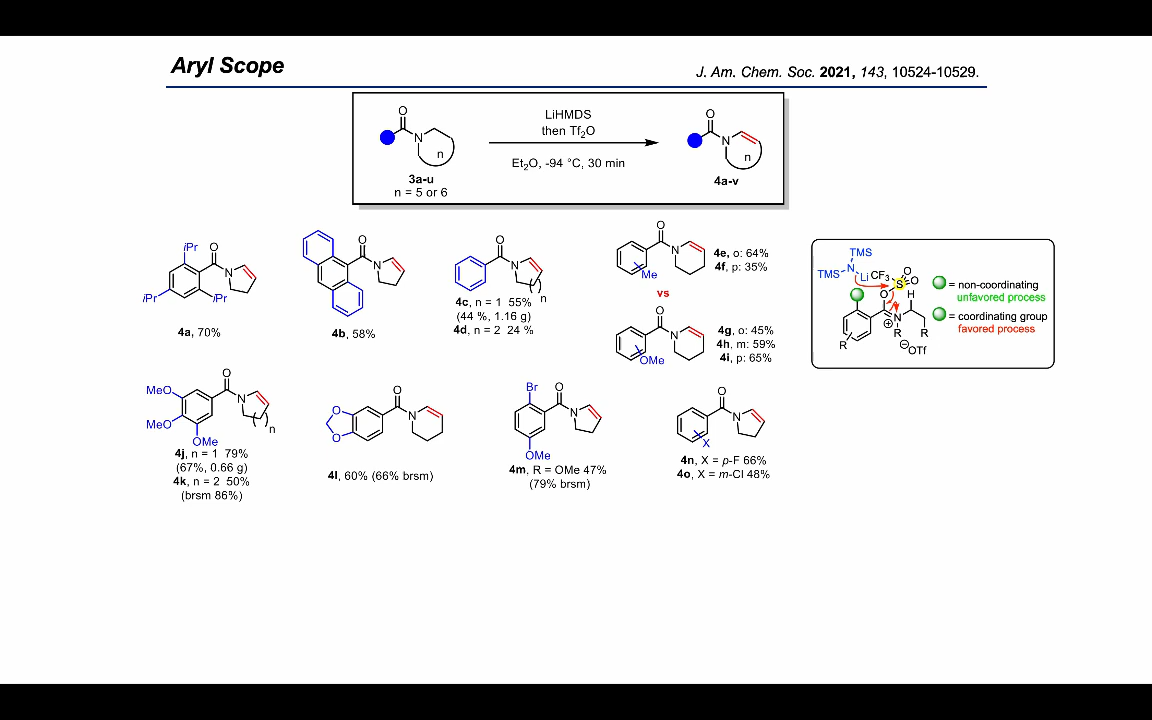 Aryl Scope
J. Am. Chem. Soc. 2021, 143, 10524-10529.
O
N
n
3a-u
n = 5 or 6
LiHMDS
then Tf2O
Et2O, -94 °C, 30 min
O
N
n
4a-v
iPr
O
N
iPr
iPr
4a, 70%
O
N
4b, 58%
O
N
n
4c, n = 1 55%
(44 %, 1.16 g)
4d, n = 2 24 %
O
N
Me
4e, o: 64%
4f, p: 35%
vs
O
N
OMe
4g, o: 45%
4h, m: 59%
4i, p: 65%
TMS
TMS
N
Li
CF3
O
S
O
O
H
N
R
R
R
⊕
⊖OTf
= non-coordinating
unfavored process
= coordinating group
favored process
MeO
O
N
MeO
OMe
n
4j, n = 1 79%
(67%, 0.66 g)
4k, n = 2 50%
(brsm 86%)
O
O
O
N
4l, 60% (66% brsm)
Br
O
N
OMe
4m, R = OMe 47%
(79% brsm)
O
N
X
4n, X = p-F 66%
4o, X = m-Cl 48%